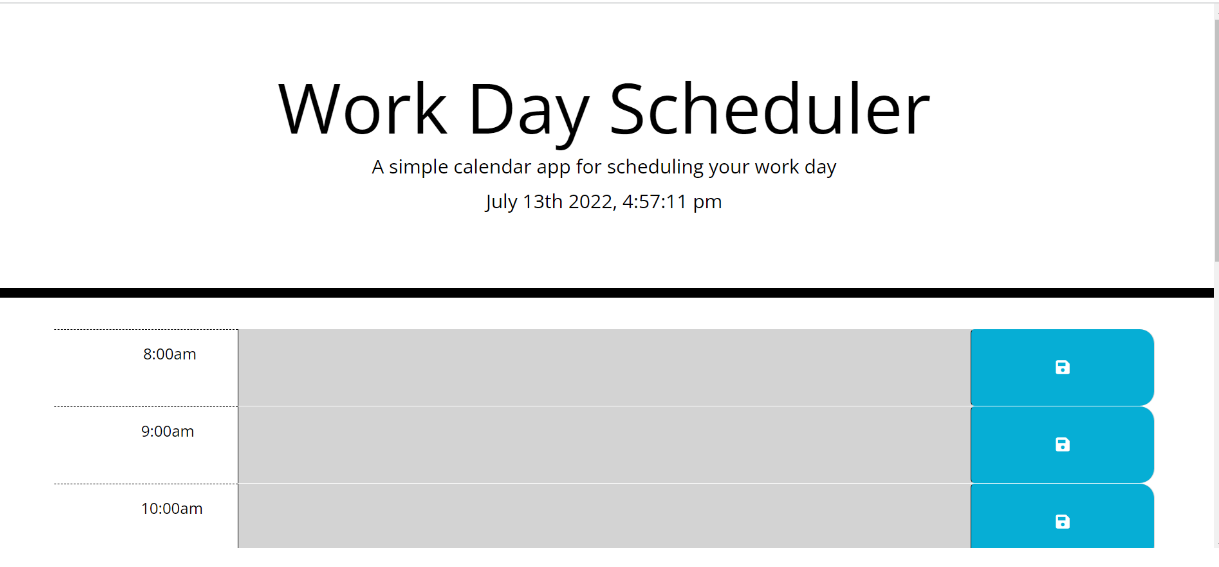 Work Day Scheduler
A simple calendar app for scheduling your work day
July 13th 2022, 4:57:11 pm
8:00am
9:00am
10:00am